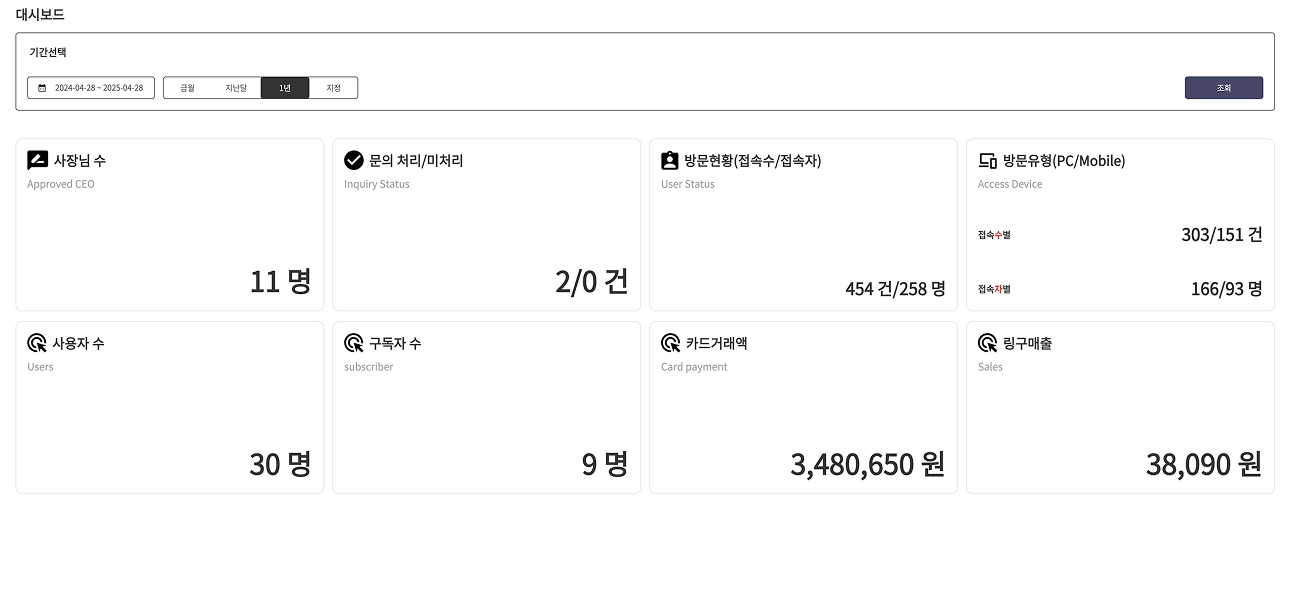 대시보드
기간선택
2024-04-28 ~ 2025-04-28 금월 지난달 1년 지정 조회
사장님 수
Approved CEO
11 명
문의 처리/미처리
Inquiry Status
2/0 건
방문현황(접속수/접속자)
User Status
454 건/258 명
방문유형(PC/Mobile)
Access Device
접속수별 303/151 건
접속자별 166/93 명
사용자 수
Users
30 명
구독자 수
subscriber
9 명
카드거래액
Card payment
3,480,650 원
링구매출
Sales
38,090 원